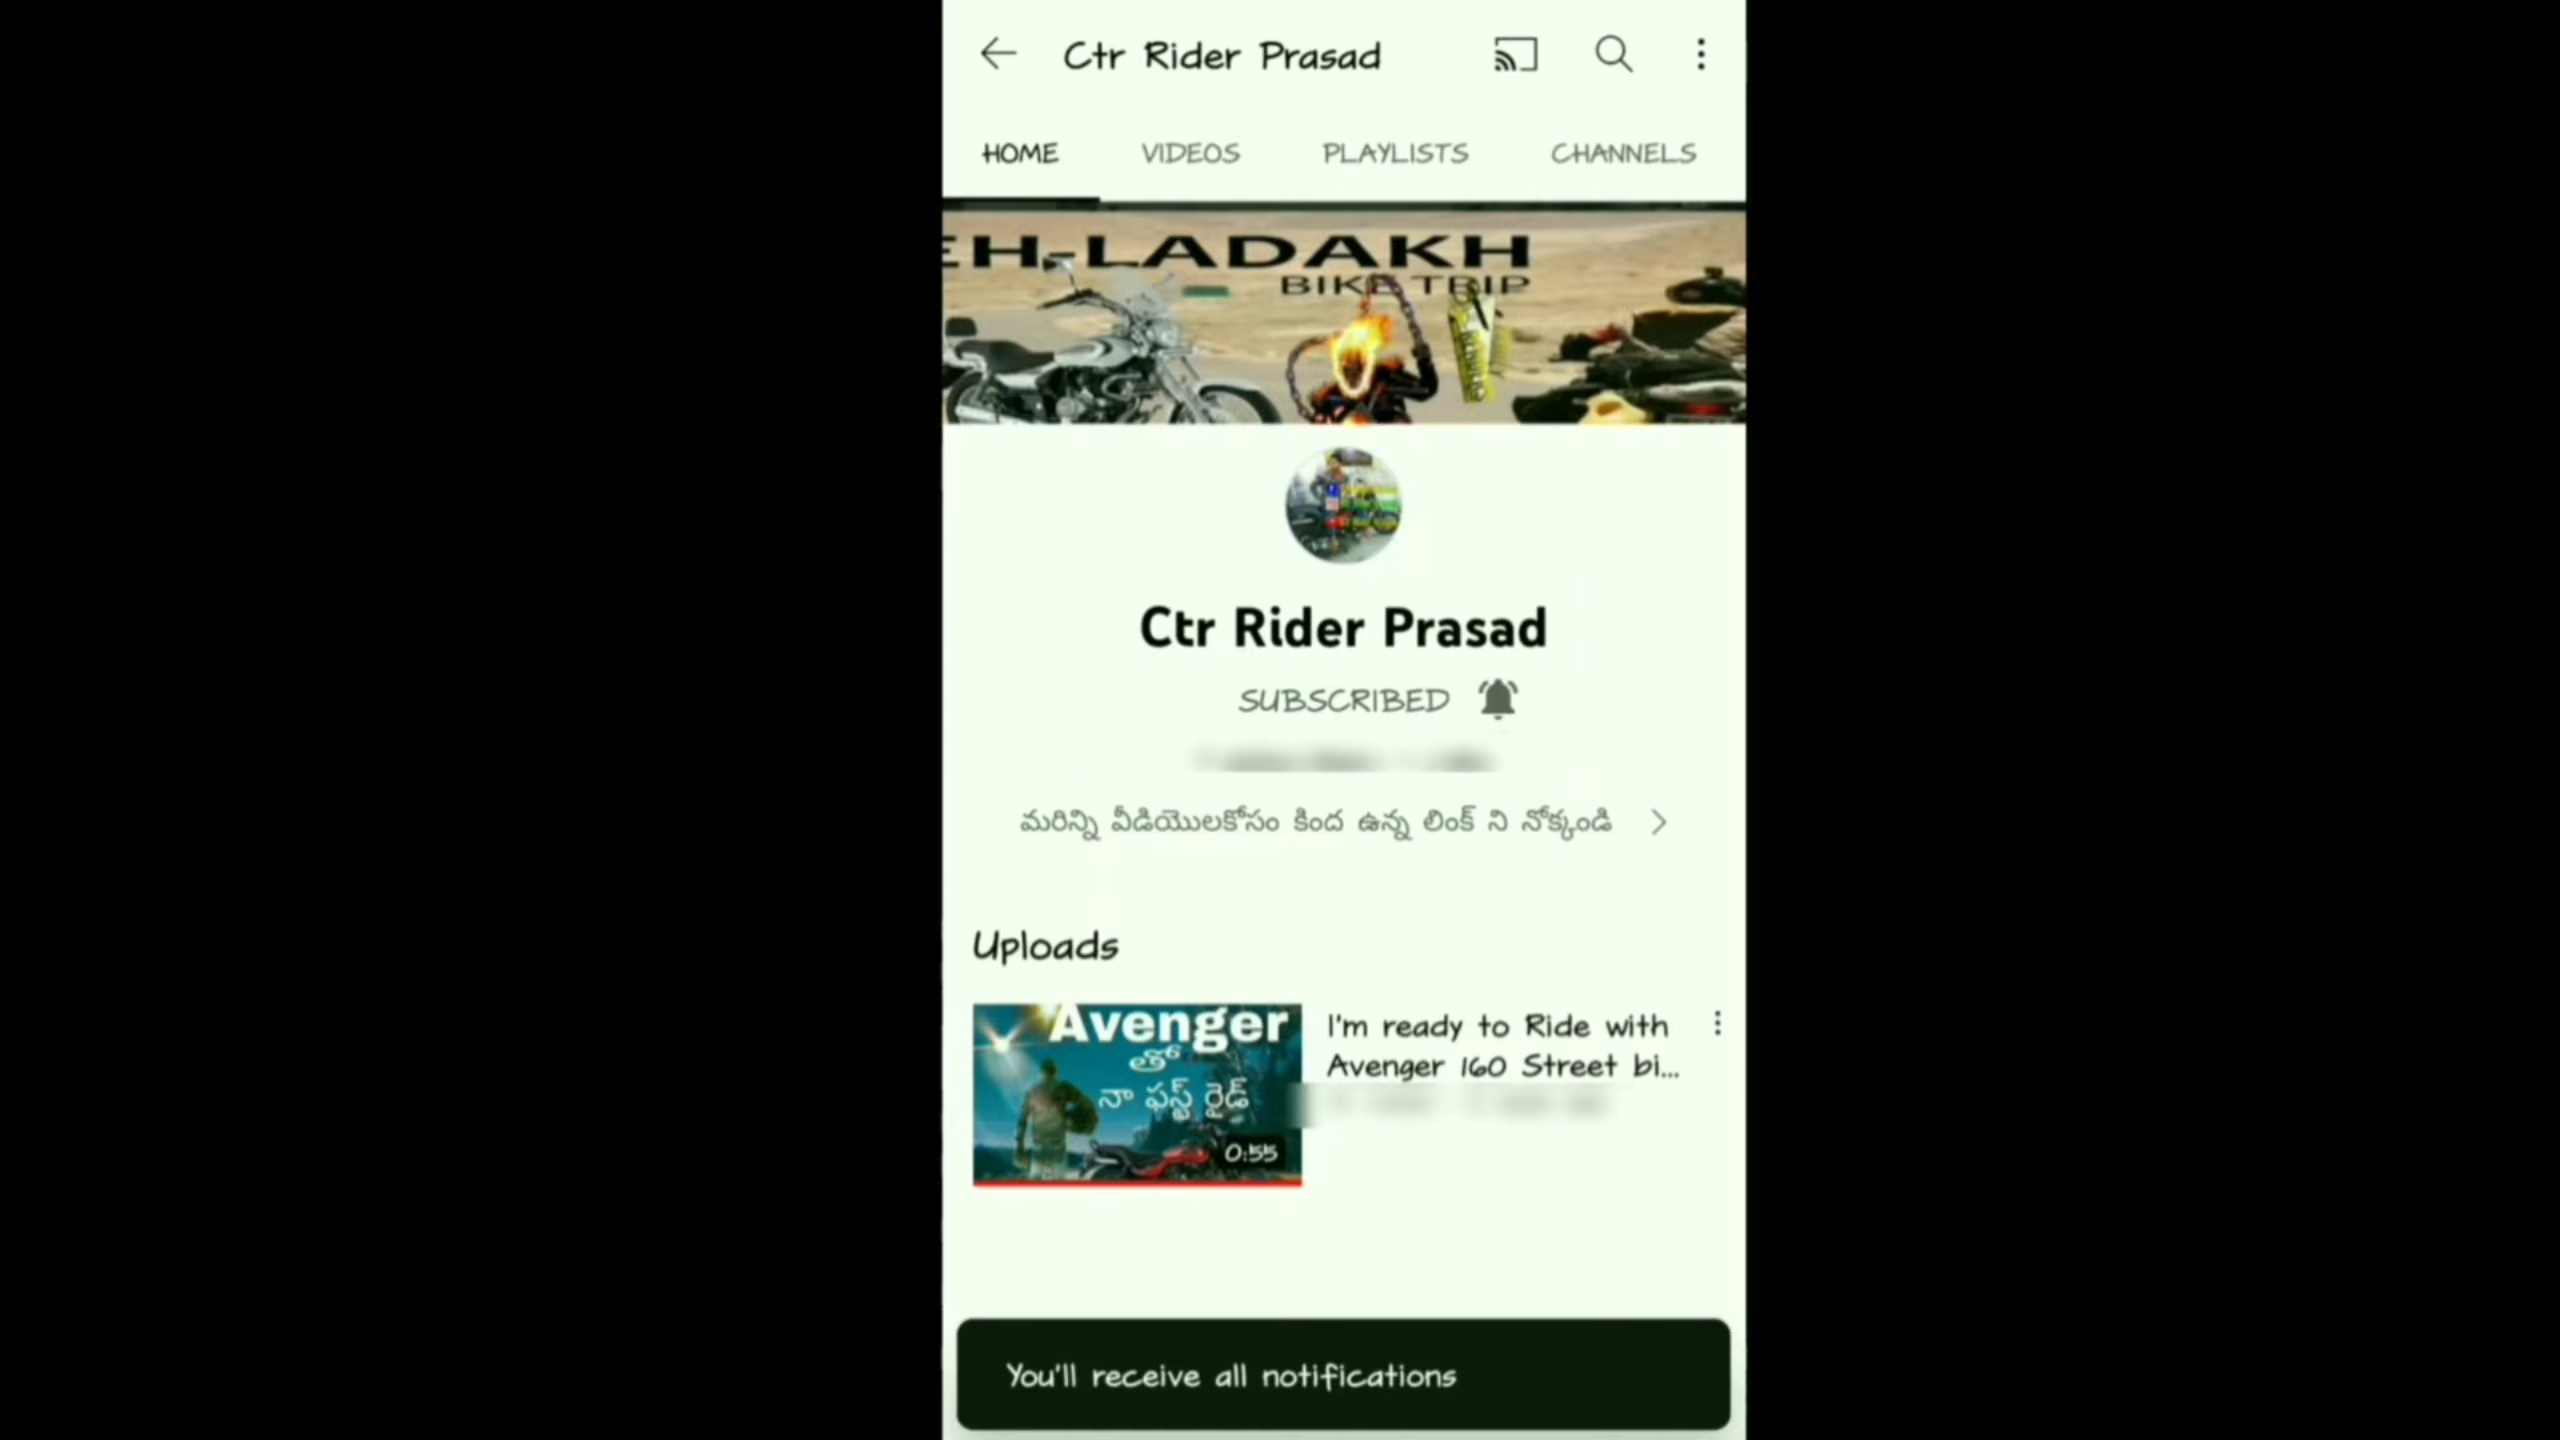 Ctr Rider Prasad
HOME VIDEOS PLAYLISTS CHANNELS
EH-LADAKH
BIKE TRIP
Ctr Rider Prasad
SUBSCRIBED
మరిన్ని వీడియొలకోసం కింద ఉన్న లింక్ ని నోక్కండి
Uploads
Avenger
తో
నా ఫస్ట్ రైడ్
0:55
I'm ready to Ride with
Avenger 160 Street bi...
You'll receive all notifications